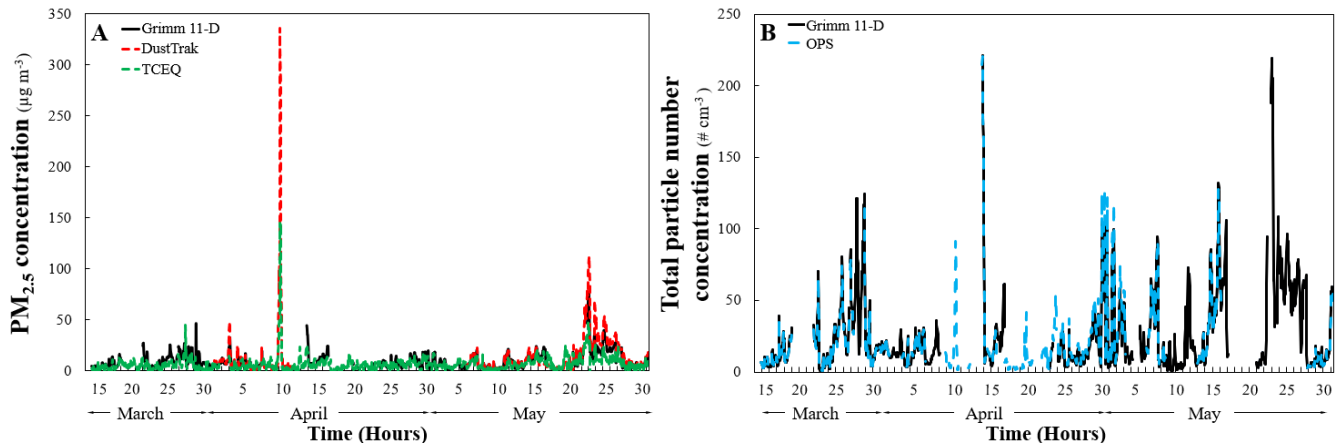 A
Grimm 11-D
DustTrak
TCEQ
PM2.5 concentration (µg m-3)
400
350
300
250
200
150
100
50
0
15 20 25 30 5 10 15 20 25 30 5 10 15 20 25 30
March April May
Time (Hours)
B
Grimm 11-D
OPS
Total particle number
concentration (# cm-3)
250
200
150
100
50
0
15 20 25 30 5 10 15 20 25 30 5 10 15 20 25 30
March April May
Time (Hours)